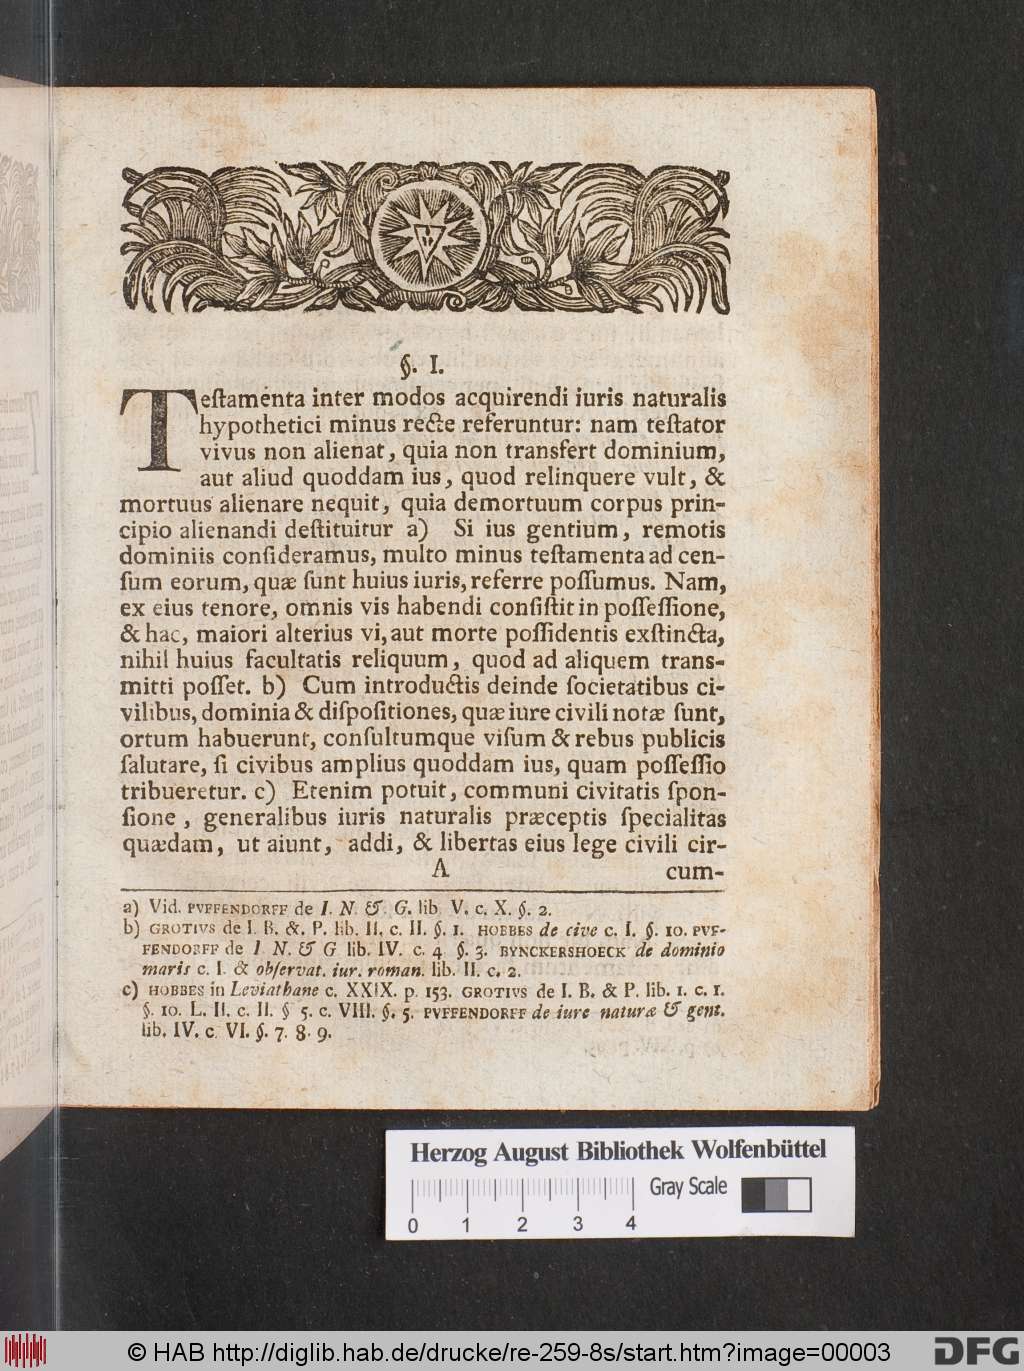 §. I.
Teſtamenta inter modos acquirendi iuris naturalis
hypothetici minus recte referuntur: nam teſtator
vivus non alienat, quia non transfert dominium,
aut aliud quoddam ius, quod relinquere vult, &
mortuus alienare nequit, quia demortuum corpus prin-
cipio alienandi deſtituitur a) Si ius gentium, remotis
dominiis conſideramus, multo minus teſtamenta ad cen-
ſum eorum, quæ ſunt huius iuris, referre poſſumus. Nam,
ex eius tenore, omnis vis habendi conſiſtit in poſſeſſione,
& hac, maiori alterius vi, aut morte poſſidentis exſtincta,
nihil huius facultatis reliquum, quod ad aliquem trans-
mitti poſſet. b) Cum introductis deinde ſocietatibus ci-
vilibus, dominia & diſpoſitiones, quæ iure civili notæ ſunt,
ortum habuerunt, conſultumque viſum & rebus publicis
ſalutare, ſi civibus amplius quoddam ius, quam poſſeſſio
tribueretur. c) Etenim potuit, communi civitatis ſpon-
ſione, generalibus iuris naturalis præceptis ſpecialitas
quædam, ut aiunt, addi, & libertas eius lege civili cir-
A cum-
a) Vid. PVFFENDORFF de I. N. & G. lib V. c. X. §. 2.
b) GROTIVS de I. B. &. P. lib. II. c. II. §. 1. HOBBES de cive c. I. §. 10. PVF-
FENDORFF de I N. & G lib. IV. c. 4 §. 3. BYNCKERSHOECK de dominio
maris c. I. & obſervat. iur. roman. lib. II. c. 2.
c) HOBBES in Leviathane c. XXIX. p. 153. GROTIVS de I. B. & P. lib. 1. c. 1.
§. 10. L. II. c. II. § 5. c. VIII. §. 5. PVFFENDORFF de iure naturæ & gent.
lib. IV. c. VI. §. 7. 8. 9.
Herzog August Bibliothek Wolfenbüttel
Gray Scale
0 1 2 3 4
© HAB http://diglib.hab.de/drucke/re-259-8s/start.htm?image=00003
DFG